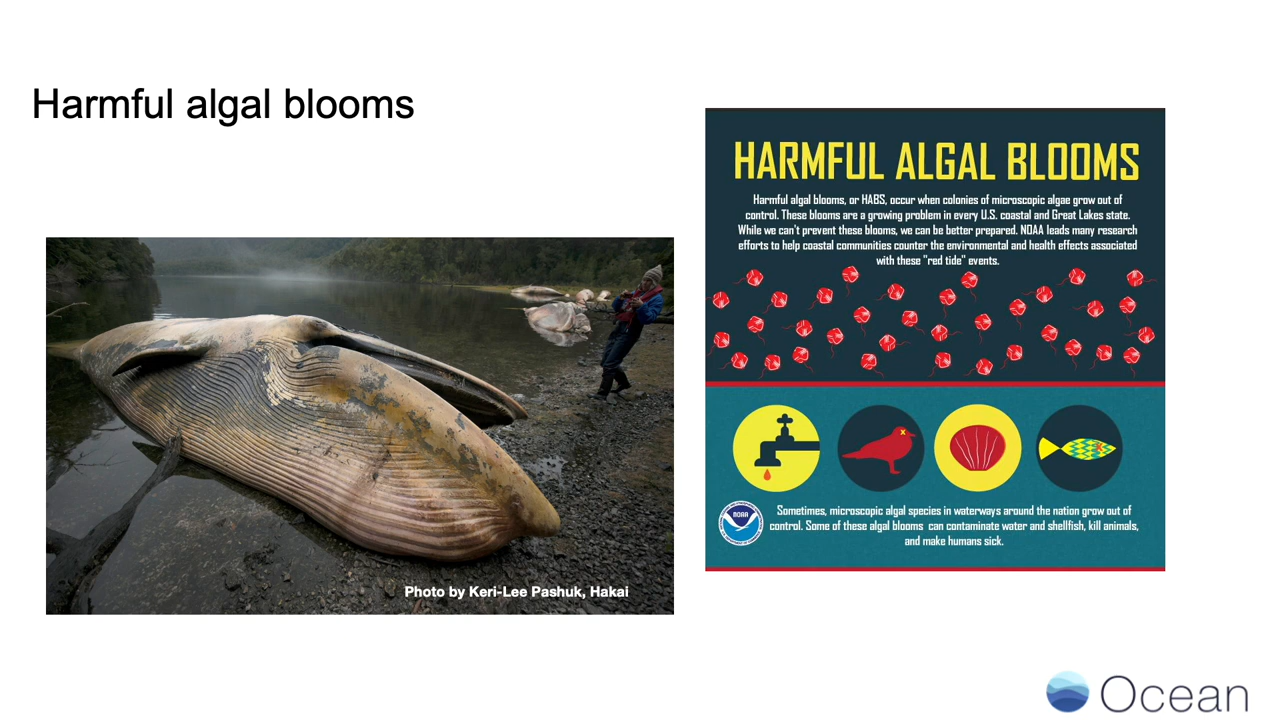 Harmful algal blooms
Photo by Keri-Lee Pashuk, Hakai
HARMFUL ALGAL BLOOMS
Harmful algal blooms, or HABS, occur when colonies of microscopic algae grow out of
control. These blooms are a growing problem in every U.S. coastal and Great Lakes state.
While we can't prevent these blooms, we can be better prepared. NOAA leads many research
efforts to help coastal communities counter the environmental and health effects associated
with these "red tide" events.
NOAA
Sometimes, microscopic algal species in waterways around the nation grow out of
control. Some of these algal blooms can contaminate water and shellfish, kill animals,
and make humans sick.
Ocean